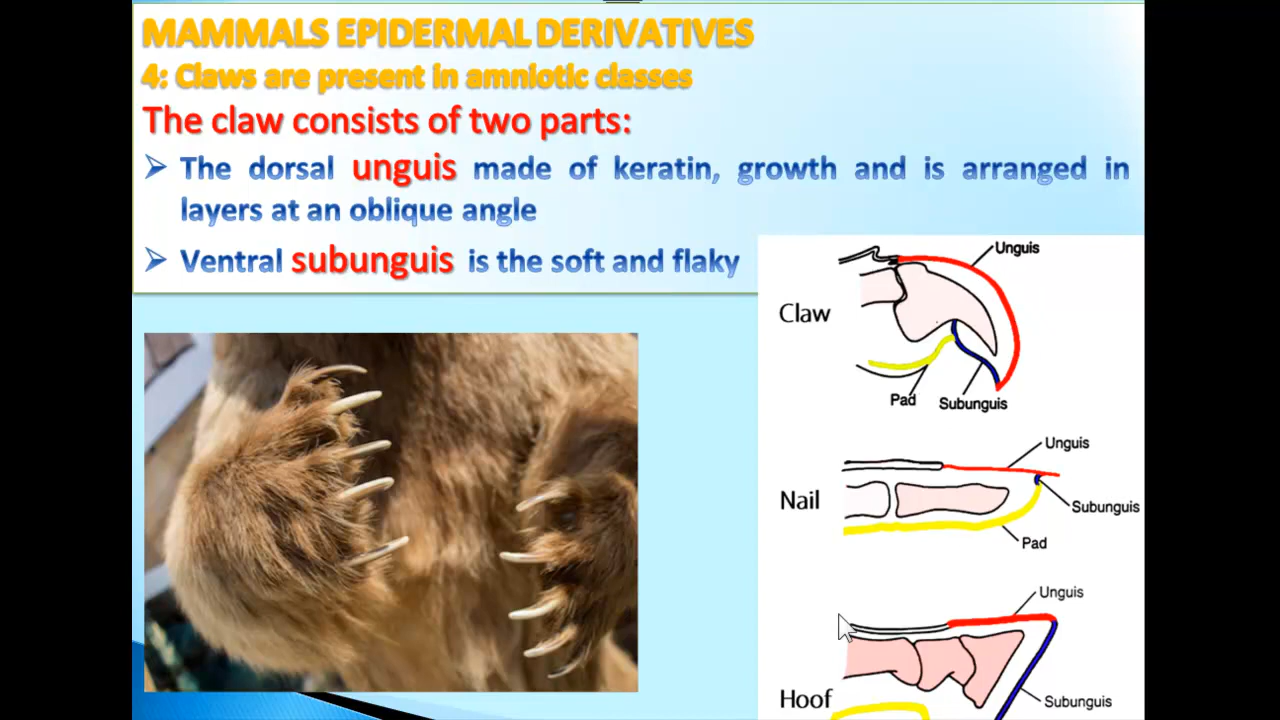 MAMMALS EPIDERMAL DERIVATIVES
4: Claws are present in amniotic classes
The claw consists of two parts:
➢ The dorsal unguis made of keratin, growth and is arranged in
layers at an oblique angle
➢ Ventral subunguis is the soft and flaky
Unguis
Claw
Pad
Subunguis
Unguis
Nail
Subunguis
Pad
Unguis
Hoof
Subunguis